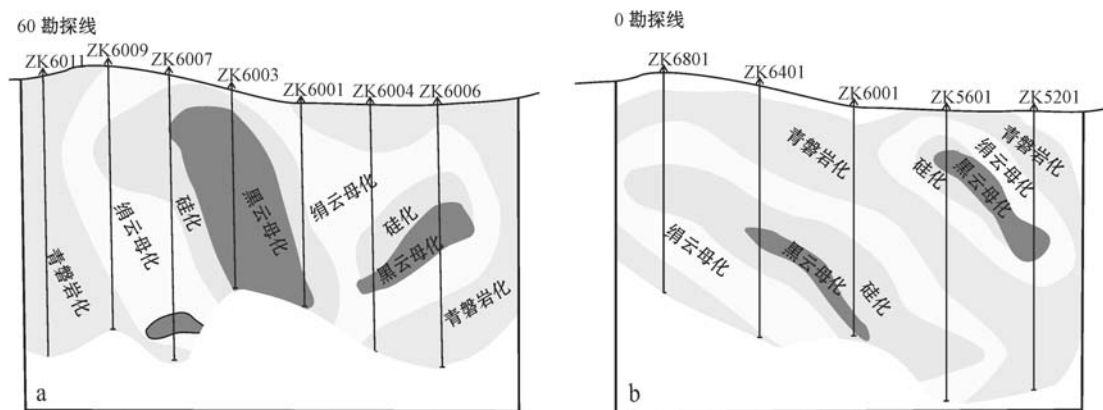 60 勘探线
ZK6011
ZK6009
ZK6007
ZK6003
ZK6001
ZK6004
ZK6006
青磐岩化
绢云母化
硅化
黑云母化
绢云母化
硅化
黑云母化
青磐岩化
a
0 勘探线
ZK6801
ZK6401
ZK6001
ZK5601
ZK5201
青磐岩化
绢云母化
黑云母化
硅化
硅化
黑云母化
绢云母化
青磐岩化
b